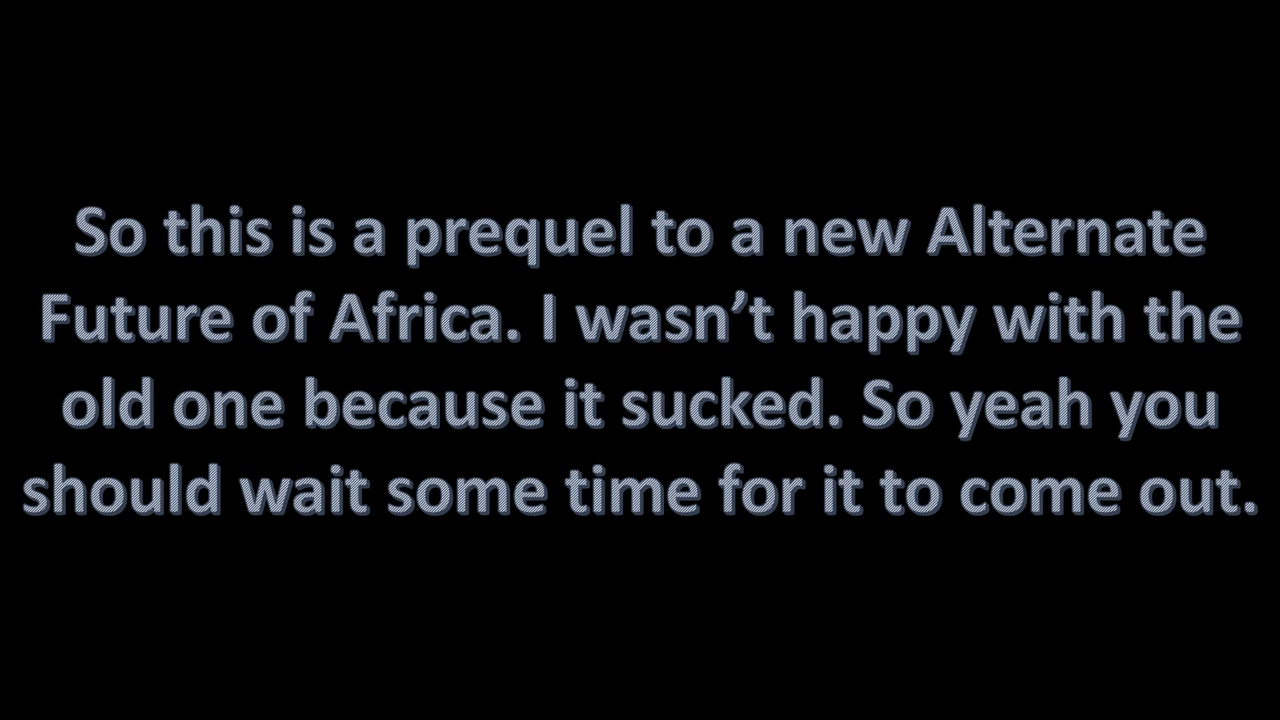 So this is a prequel to a new Alternate
Future of Africa. I wasn’t happy with the
old one because it sucked. So yeah you
should wait some time for it to come out.